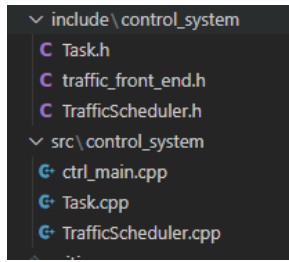 include\control_system
C Task.h
C traffic_front_end.h
C TrafficScheduler.h
src\control_system
G+ ctrl_main.cpp
G+ Task.cpp
G+ TrafficScheduler.cpp